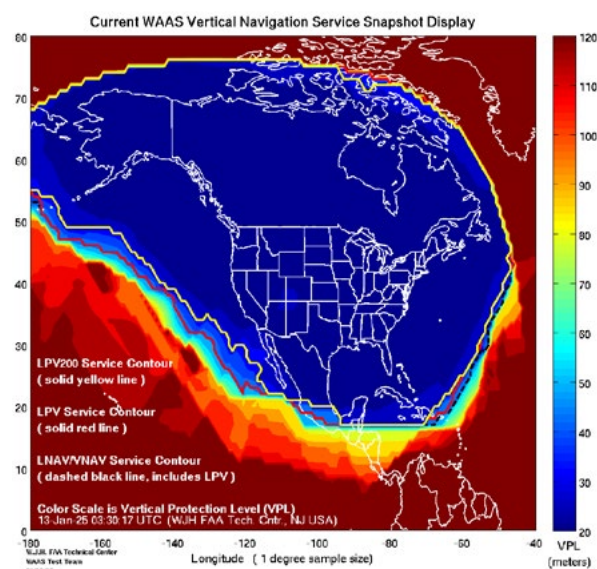 Current WAAS Vertical Navigation Service Snapshot Display
80
70
60
50
40
30
20
10
0
-180
-160
-140
-120
-100
-80
-60
-40
LPV200 Service Contour
( solid yellow line )
LPV Service Contour
( solid red line )
LNAV/VNAV Service Contour
( dashed black line, includes LPV)
Color Scale is Vertical Protection Level (VPL)
13-Jan-25 03:30:17 UTC (WJH FAA Tech. Cntr., NJ USA)
W.J.H. FAA Technical Center
WAAS Test Team
Longitude ( 1 degree sample size)
120
110
100
90
80
70
60
50
40
30
20
VPL
(meters)